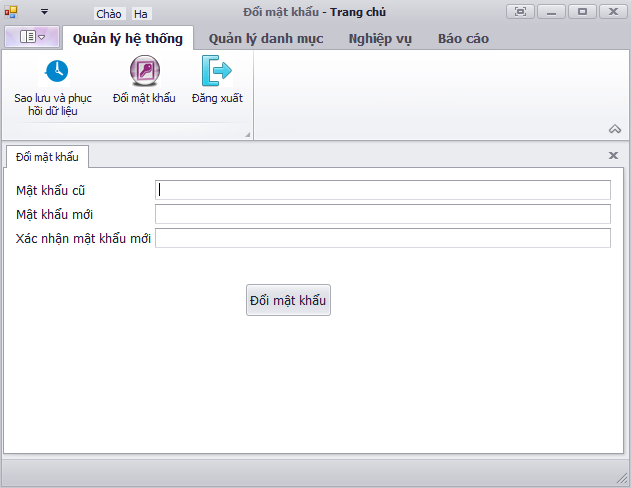 Chào Ha
Đổi mật khẩu - Trang chủ
Quản lý hệ thống Quản lý danh mục Nghiệp vụ Báo cáo
Sao lưu và phục
hồi dữ liệu
Đổi mật khẩu
Đăng xuất
Đổi mật khẩu
Mật khẩu cũ
Mật khẩu mới
Xác nhận mật khẩu mới
Đổi mật khẩu